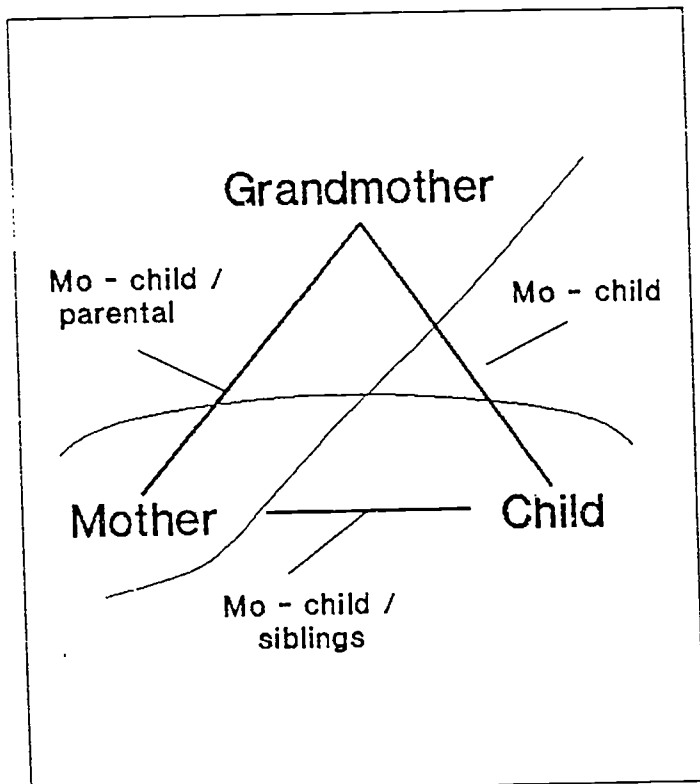 Grandmother
Mo - child /
parental
Mo - child
Mother
Child
Mo - child /
siblings